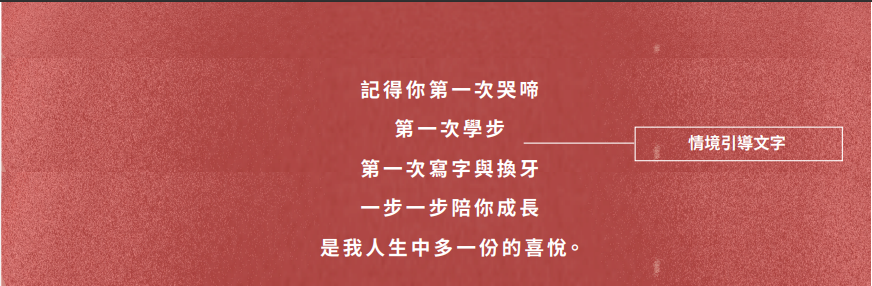 記得你第一次哭啼
第一次學步
情境引導文字
第一次寫字與換牙
一步一步陪你成長
是我人生中多一份的喜悅。